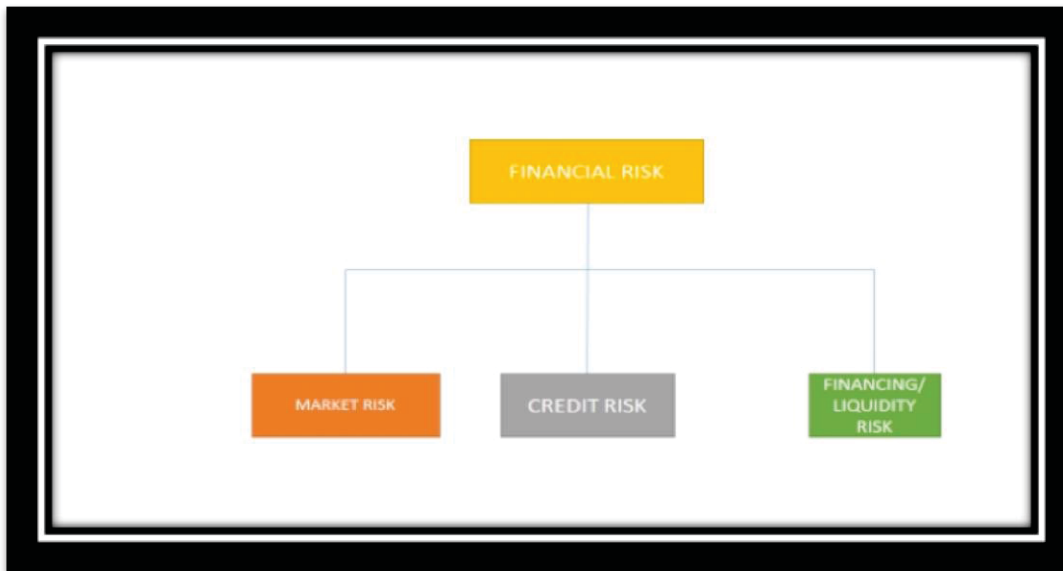 FINANCIAL RISK
MARKET RISK
CREDIT RISK
FINANCING/
LIQUIDITY
RISK